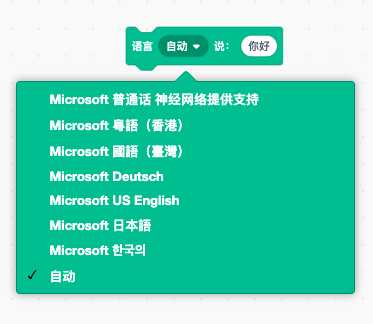 语言 自动 说： 你好
Microsoft 普通话 神经网络提供支持
Microsoft 粵語（香港）
Microsoft 國語（臺灣）
Microsoft Deutsch
Microsoft US English
Microsoft 日本語
Microsoft 한국의
✓ 自动